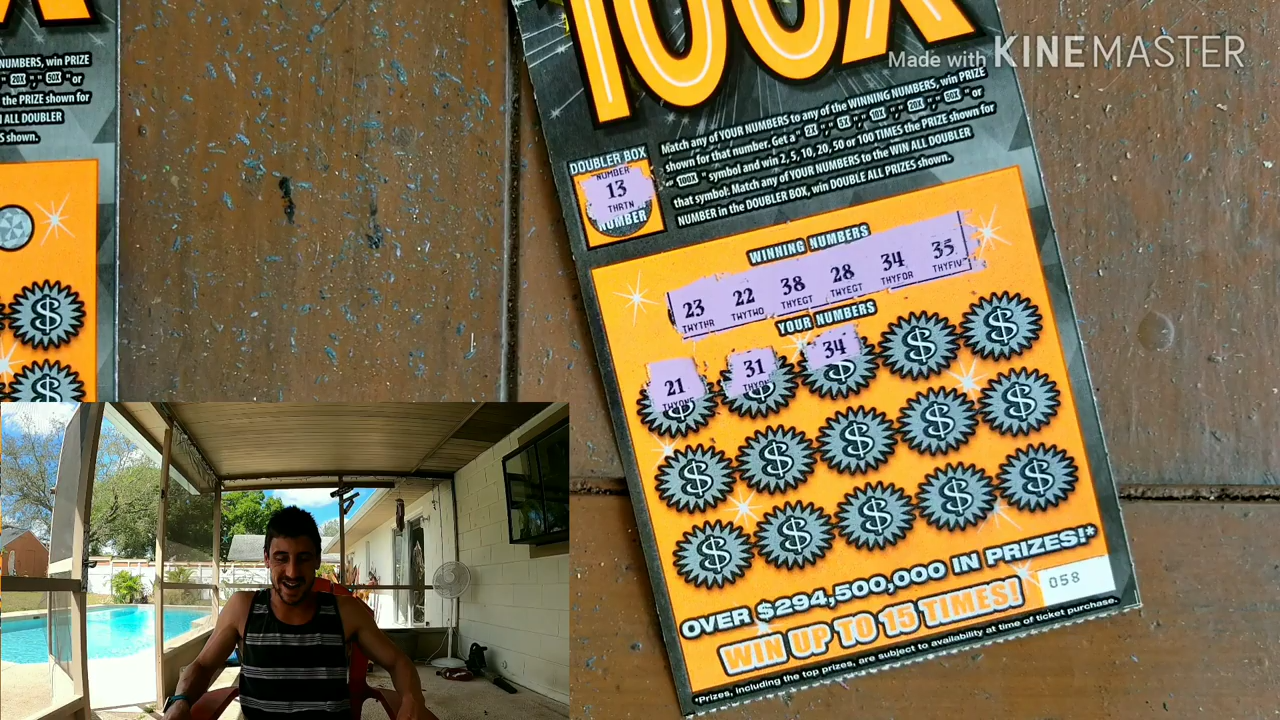 100X
Made with KINEMASTER
NUMBERS, win PRIZE
20X , 50X or
the PRIZE shown for
ALL DOUBLER
shown.
Match any of YOUR NUMBERS to any of the WINNING NUMBERS, win PRIZE
shown for that number. Get a " 2X ", " 5X ", " 10X ", " 20X ", " 50X " or
" 100X " symbol and win 2, 5, 10, 20, 50 or 100 TIMES the PRIZE shown for
that symbol. Match any of YOUR NUMBERS to the WIN ALL DOUBLER
NUMBER in the DOUBLER BOX, win DOUBLE ALL PRIZES shown.
DOUBLER BOX
NUMBER
13
THRTN
NUMBER
WINNING NUMBERS
23 22 38 28 34 35
THYTWO THYEGT THYEGT THYFOR THYFIV
YOUR NUMBERS
21 31 34
OVER $294,500,000 IN PRIZES!*
WIN UP TO 15 TIMES!
058
*Prizes, including the top prizes, are subject to availability at time of ticket purchase.